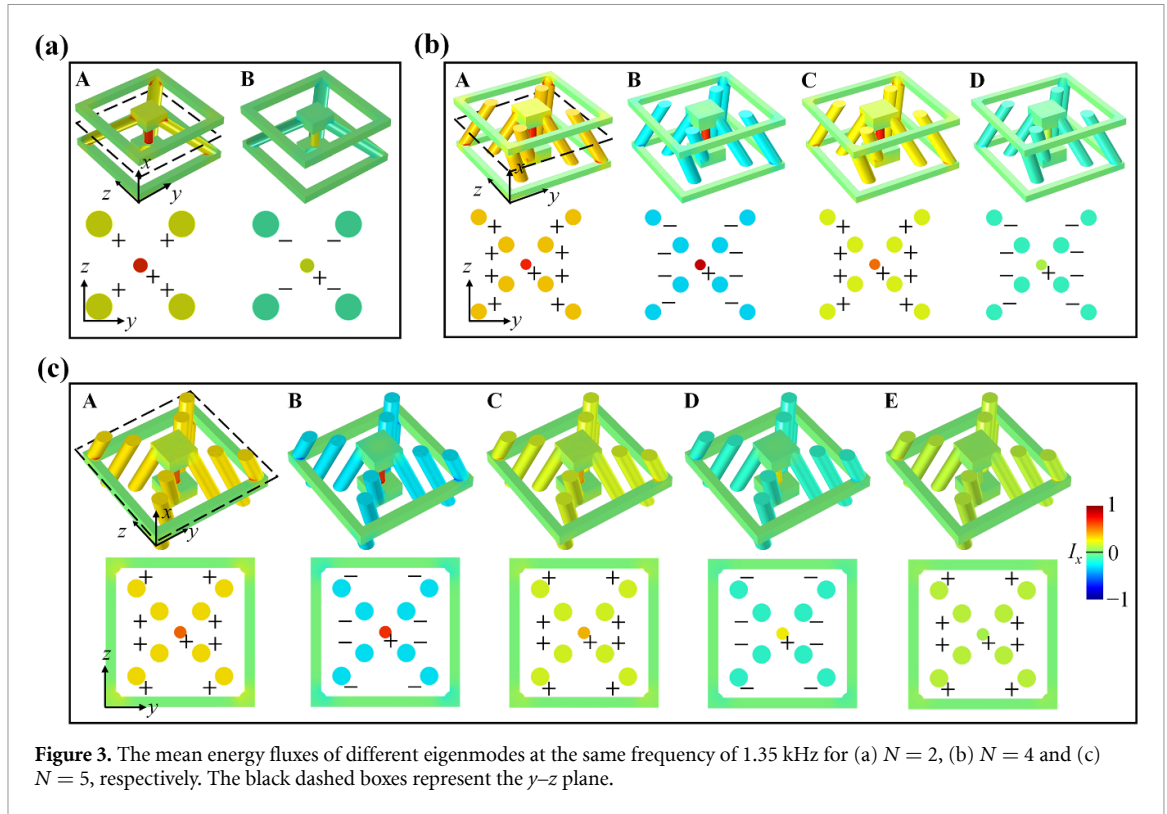 (a)
A B
x
z y
+ + − −
+ +
+ + − −
z
y
(b)
A B C D
x
z y
+ + − − + + − −
+ + − − + + − −
+ + + +
+ + − − + + − −
+ + − − + + − −
z
y
(c)
A B C D E
x
z y
1
I_x 0
−1
+ + − − + + − − + +
+ + − − + + − − + +
+ + − − + + − − + +
+ + + + +
+ + − − + + − − + +
z
y
Figure 3. The mean energy fluxes of different eigenmodes at the same frequency of 1.35 kHz for (a) N = 2, (b) N = 4 and (c)
N = 5, respectively. The black dashed boxes represent the y–z plane.